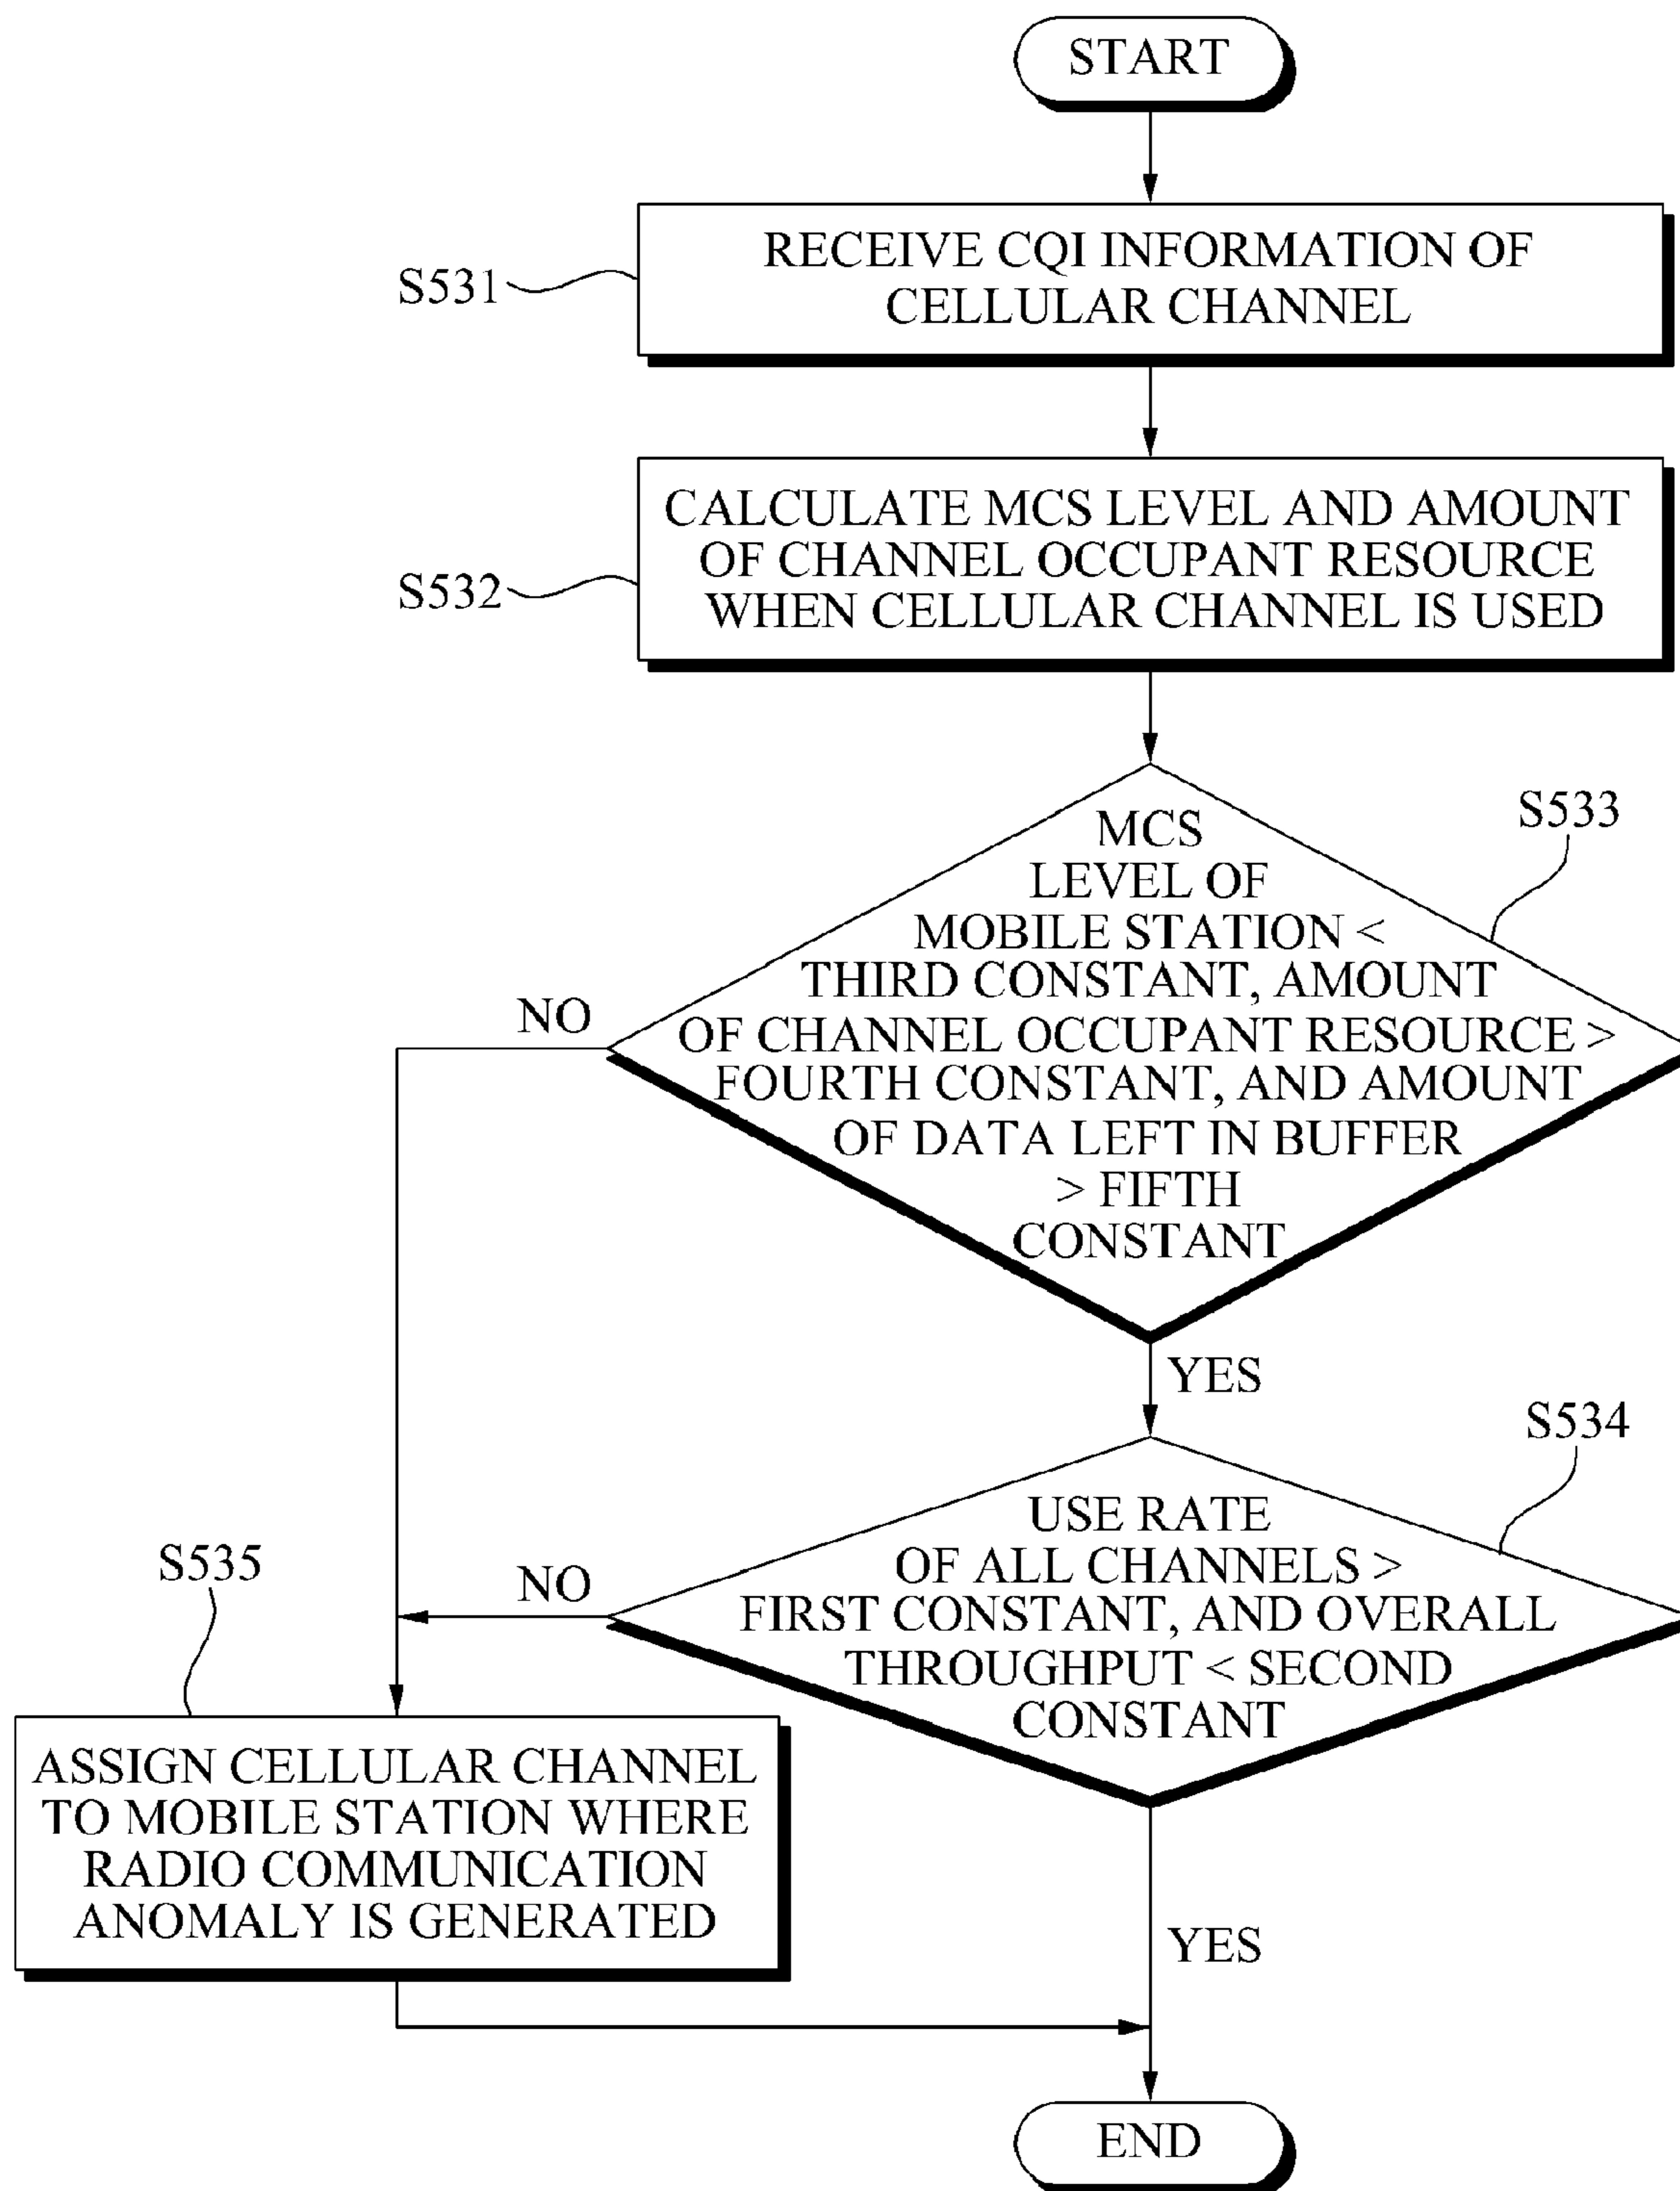 START
RECEIVE CQI INFORMATION OF
CELLULAR CHANNEL
S531
CALCULATE MCS LEVEL AND AMOUNT
OF CHANNEL OCCUPANT RESOURCE
WHEN CELLULAR CHANNEL IS USED
S532
S533
MCS
LEVEL OF
MOBILE STATION <
THIRD CONSTANT, AMOUNT
OF CHANNEL OCCUPANT RESOURCE >
FOURTH CONSTANT, AND AMOUNT
OF DATA LEFT IN BUFFER
> FIFTH
CONSTANT
NO
YES
S534
USE RATE
OF ALL CHANNELS >
FIRST CONSTANT, AND OVERALL
THROUGHPUT < SECOND
CONSTANT
NO
S535
ASSIGN CELLULAR CHANNEL
TO MOBILE STATION WHERE
RADIO COMMUNICATION
ANOMALY IS GENERATED
YES
END